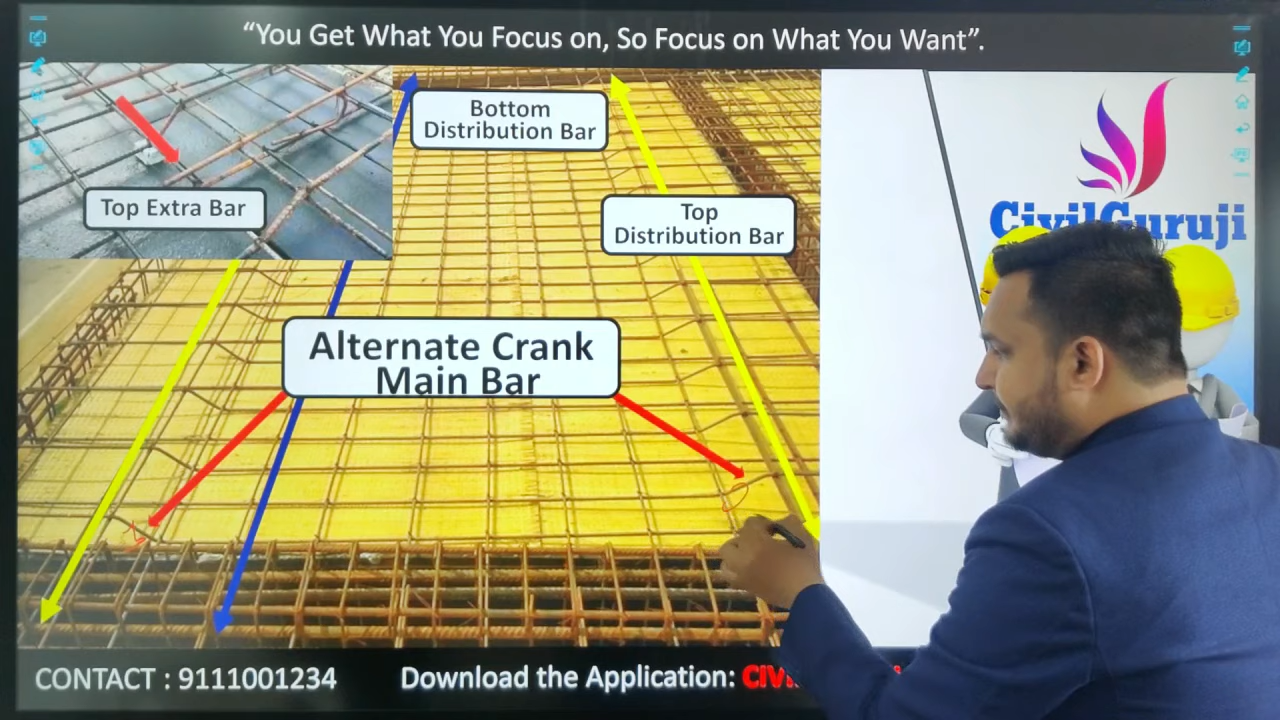 “You Get What You Focus on, So Focus on What You Want”.
Bottom
Distribution Bar
Top Extra Bar
Top
Distribution Bar
CivilGuruji
Alternate Crank
Main Bar
CONTACT : 9111001234
Download the Application: